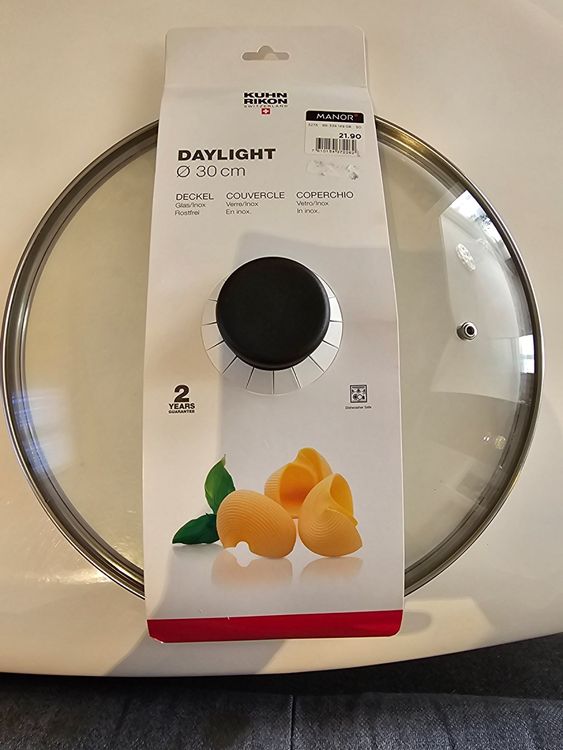 KUHN
RIKON
SWITZERLAND
MANOR
21.90
DAYLIGHT
Ø 30 cm
DECKEL
Glas/Inox
Rostfrei
COUVERCLE
Verre/Inox
En inox.
COPERCHIO
Vetro/Inox
In inox.
2
YEARS
GUARANTEE
Dishwasher Safe